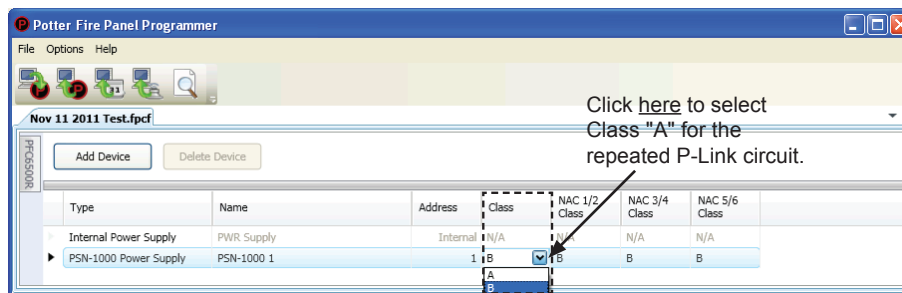 Potter Fire Panel Programmer
File Options Help
Nov 11 2011 Test.fpcf
Click here to select
Class "A" for the
repeated P-Link circuit.
PFC6500R
Add Device Delete Device
Type Name Address Class NAC 1/2 Class NAC 3/4 Class NAC 5/6 Class
Internal Power Supply PWR Supply Internal N/A N/A N/A N/A
PSN-1000 Power Supply PSN-1000 1 1 B B B B
A
B